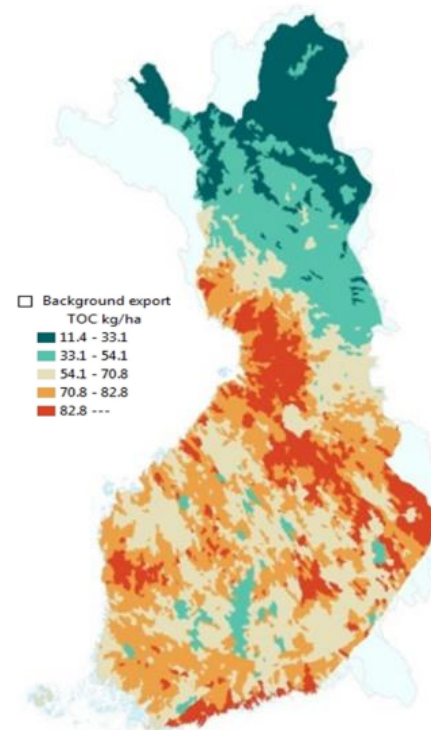 Background export
TOC kg/ha
11.4 - 33.1
33.1 - 54.1
54.1 - 70.8
70.8 - 82.8
82.8 ---